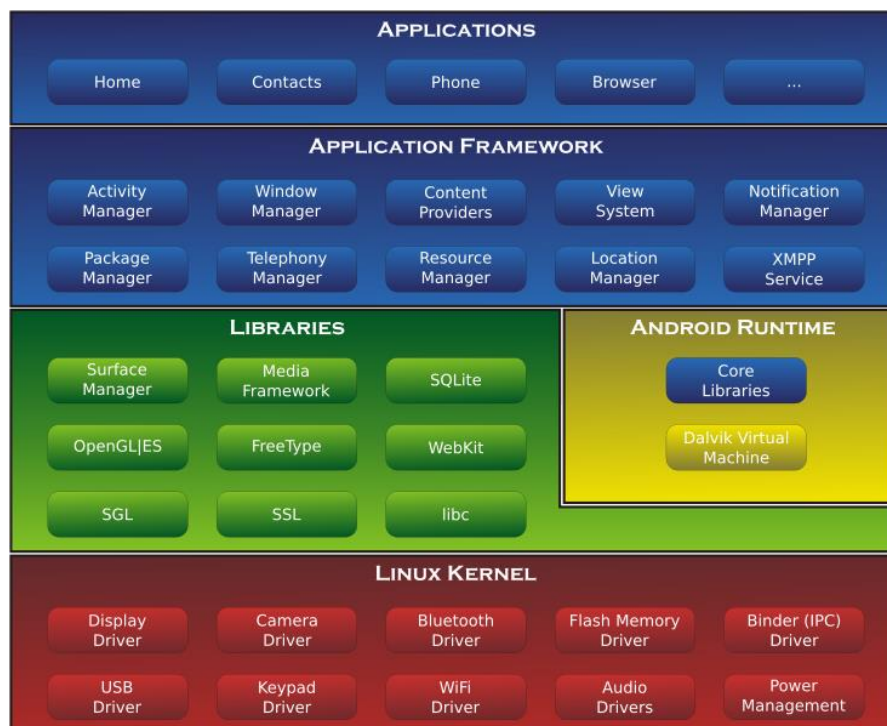 APPLICATIONS
Home
Contacts
Phone
Browser
...
APPLICATION FRAMEWORK
Activity
Manager
Window
Manager
Content
Providers
View
System
Notification
Manager
Package
Manager
Telephony
Manager
Resource
Manager
Location
Manager
XMPP
Service
LIBRARIES
Surface
Manager
Media
Framework
SQLite
OpenGL|ES
FreeType
WebKit
SGL
SSL
libc
ANDROID RUNTIME
Core
Libraries
Dalvik Virtual
Machine
LINUX KERNEL
Display
Driver
Camera
Driver
Bluetooth
Driver
Flash Memory
Driver
Binder (IPC)
Driver
USB
Driver
Keypad
Driver
WiFi
Driver
Audio
Drivers
Power
Management